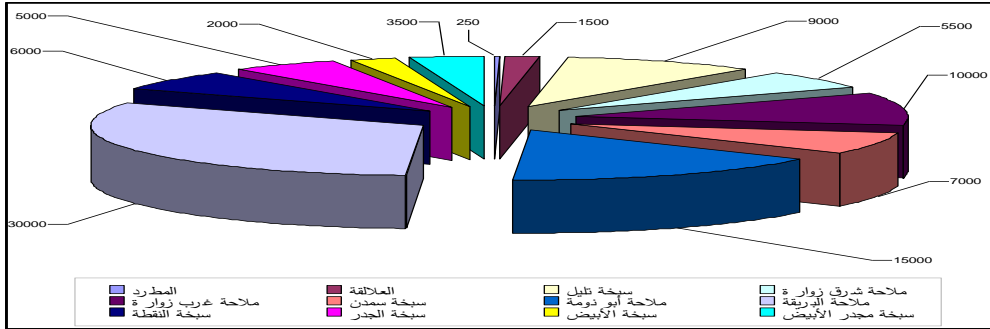 5000
2000
3500
250
1500
9000
5500
6000
10000
7000
30000
15000
المطرد
العلالقة
سبخة تليل
ملاحة شرق زوارة
ملاحة غرب زوارة
سبخة سمدن
ملاحة أبو نومة
ملاحة البريقة
سبخة النقطة
سبخة الجدر
سبخة الأبيض
سبخة مجدر الأبيض